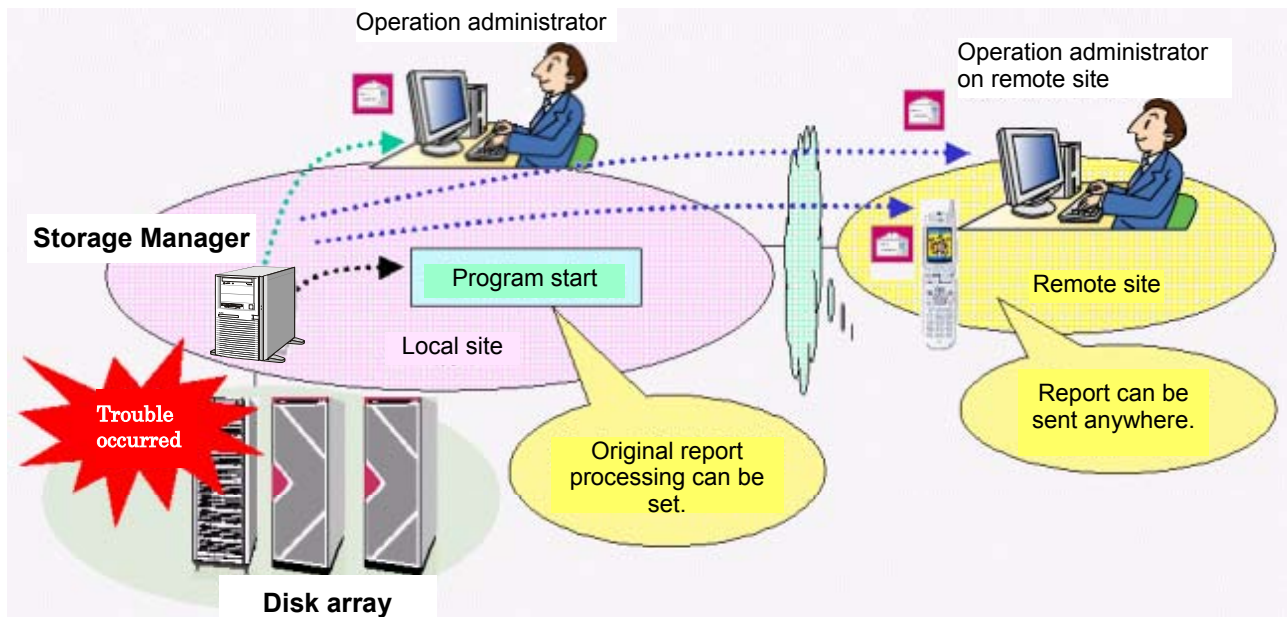 Operation administrator
Operation administrator
on remote site
Storage Manager
Program start
Remote site
Local site
Trouble
occurred
Report can be
sent anywhere.
Original report
processing can be
set.
Disk array